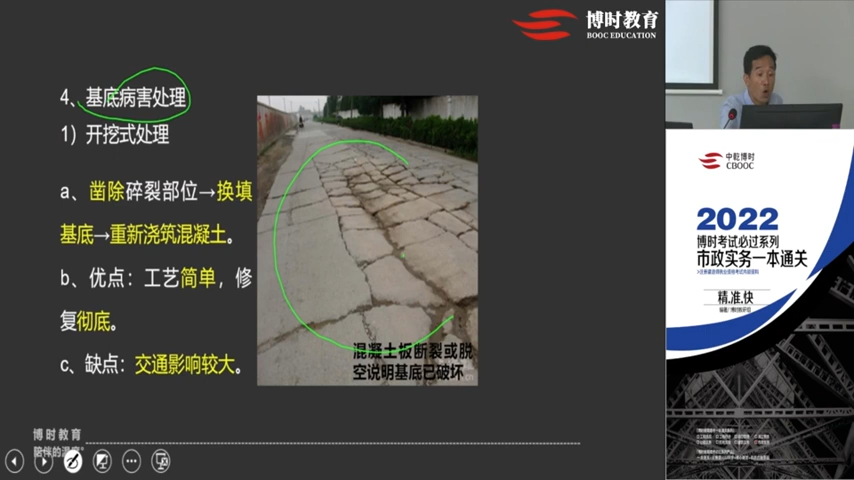 博时教育
BOOC EDUCATION
4、基底病害处理
1）开挖式处理
a、凿除碎裂部位→换填
基底→重新浇筑混凝土。
b、优点：工艺简单，修
复彻底。
c、缺点：交通影响较大。
混凝土板断裂或脱
空说明基底已破坏
博时教育
陪伴的温度
中乾博时
CBOOC
2022
博时考试必过系列
市政实务一本通关
精,准,快